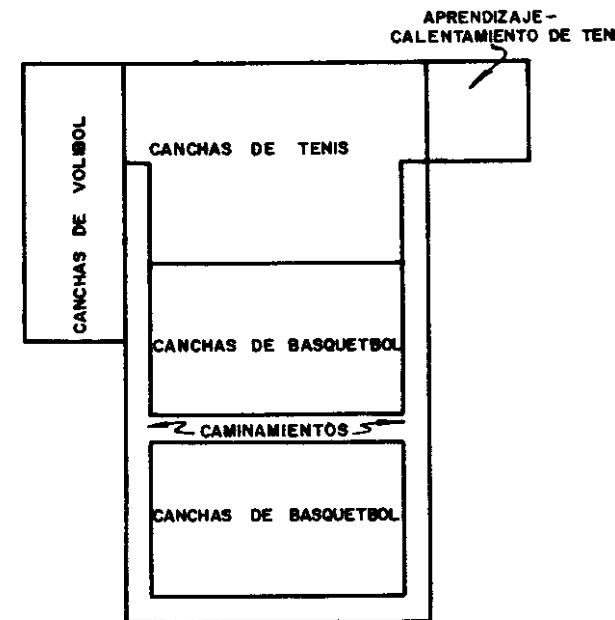 APRENDIZAJE-
CALENTAMIENTO DE TEN
CANCHAS DE VOLIBOL
CANCHAS DE TENIS
CANCHAS DE BASQUETBOL
CAMINAMIENTOS
CANCHAS DE BASQUETBOL